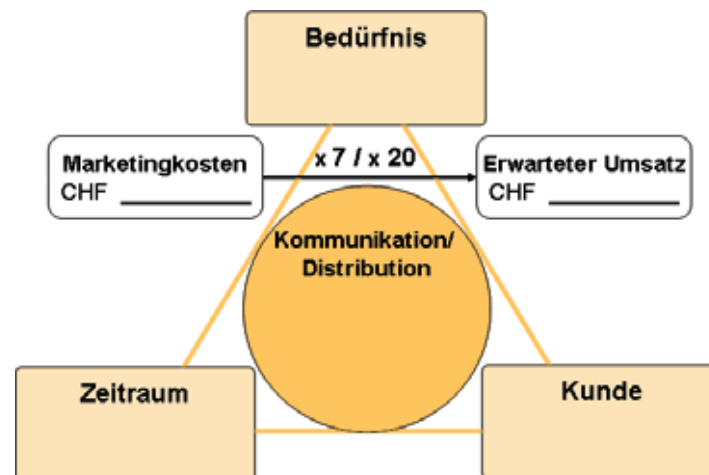 Bedürfnis
Marketingkosten
CHF
x 7 / x 20
Erwarteter Umsatz
CHF
Kommunikation/
Distribution
Zeitraum
Kunde